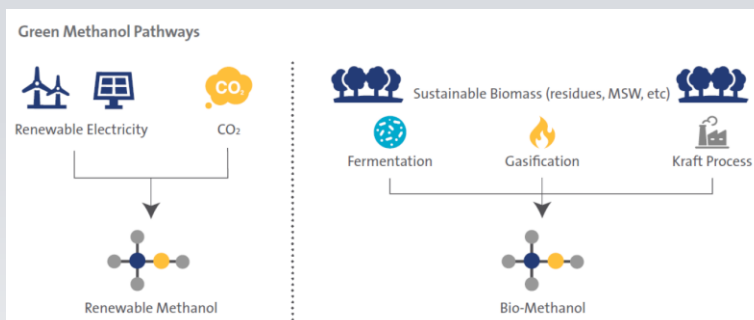 Green Methanol Pathways
CO₂
Renewable Electricity
CO₂
Sustainable Biomass (residues, MSW, etc)
Fermentation
Gasification
Kraft Process
Renewable Methanol
Bio-Methanol